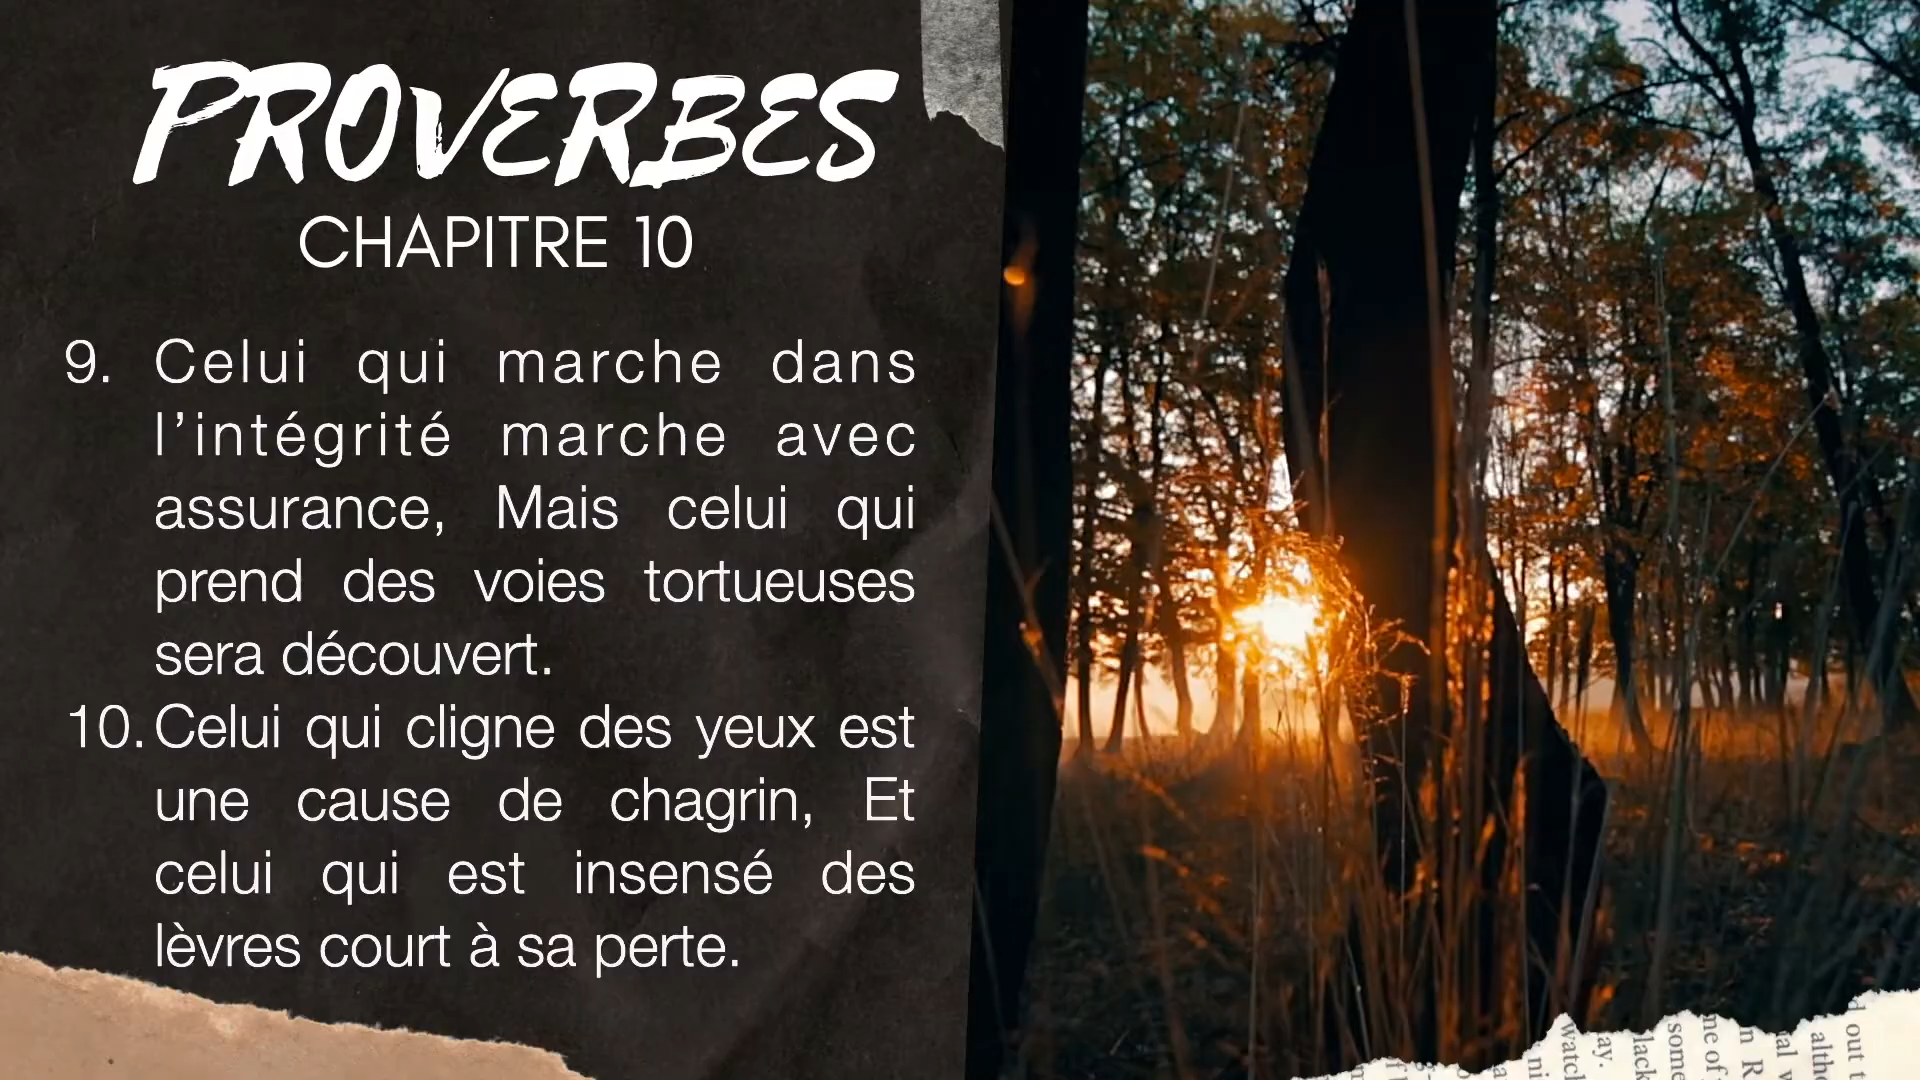 PROVERBES
CHAPITRE 10
9. Celui qui marche dans
l’intégrité marche avec
assurance, Mais celui qui
prend des voies tortueuses
sera découvert.
10. Celui qui cligne des yeux est
une cause de chagrin, Et
celui qui est insensé des
lèvres court à sa perte.